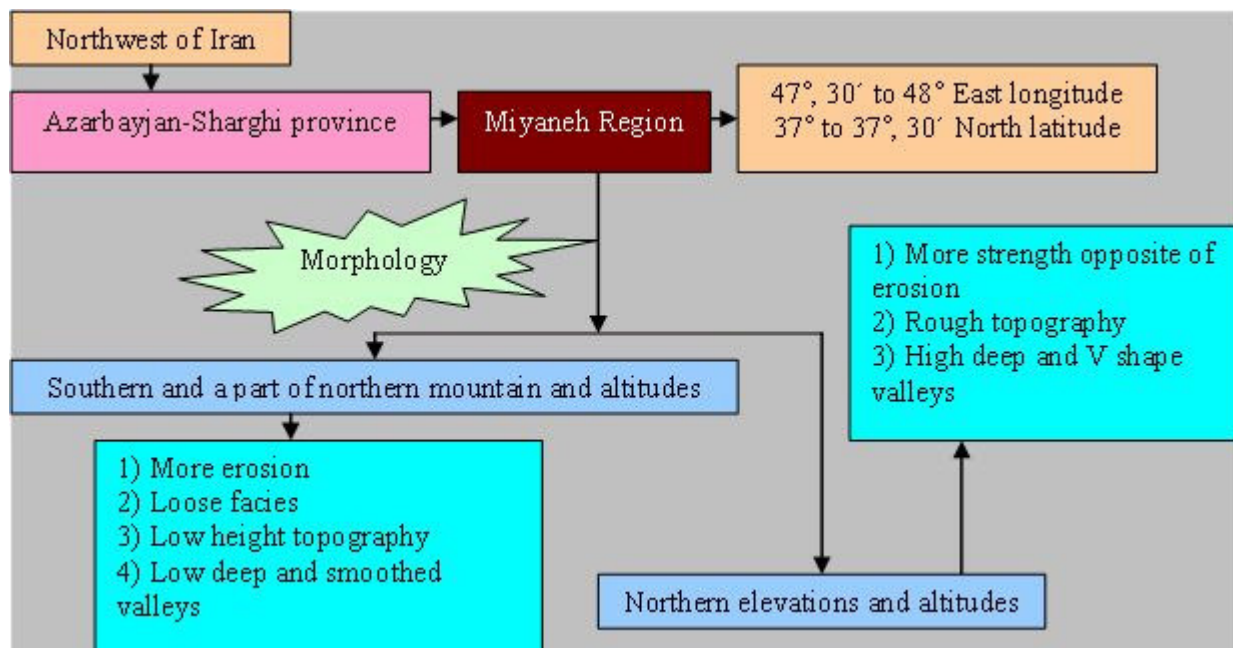 Northwest of Iran
Azarbayjan-Sharghi province
Miyaneh Region
47°, 30´ to 48° East longitude
37° to 37°, 30´ North latitude
Morphology
1) More strength opposite of
erosion
2) Rough topography
3) High deep and V shape
valleys
Southern and a part of northern mountain and altitudes
1) More erosion
2) Loose facies
3) Low height topography
4) Low deep and smoothed
valleys
Northern elevations and altitudes